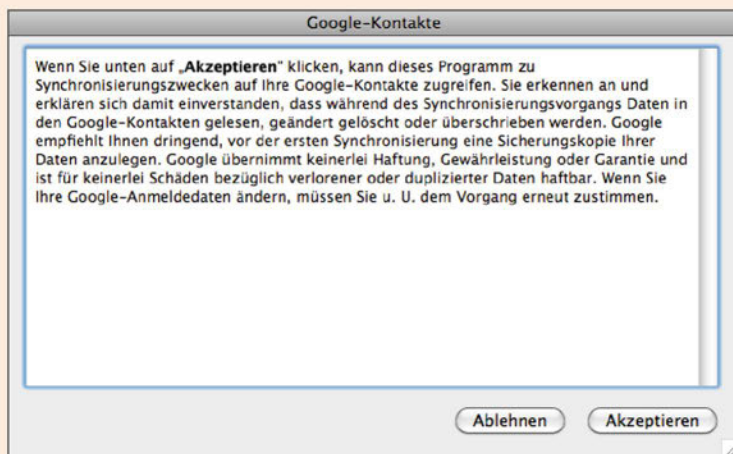 Google-Kontakte
Wenn Sie unten auf „Akzeptieren" klicken, kann dieses Programm zu
Synchronisierungszwecken auf Ihre Google-Kontakte zugreifen. Sie erkennen an und
erklären sich damit einverstanden, dass während des Synchronisierungsvorgangs Daten in
den Google-Kontakten gelesen, geändert gelöscht oder überschrieben werden. Google
empfiehlt Ihnen dringend, vor der ersten Synchronisierung eine Sicherungskopie Ihrer
Daten anzulegen. Google übernimmt keinerlei Haftung, Gewährleistung oder Garantie und
ist für keinerlei Schäden bezüglich verlorener oder duplizierter Daten haftbar. Wenn Sie
Ihre Google-Anmeldedaten ändern, müssen Sie u. U. dem Vorgang erneut zustimmen.
Ablehnen Akzeptieren